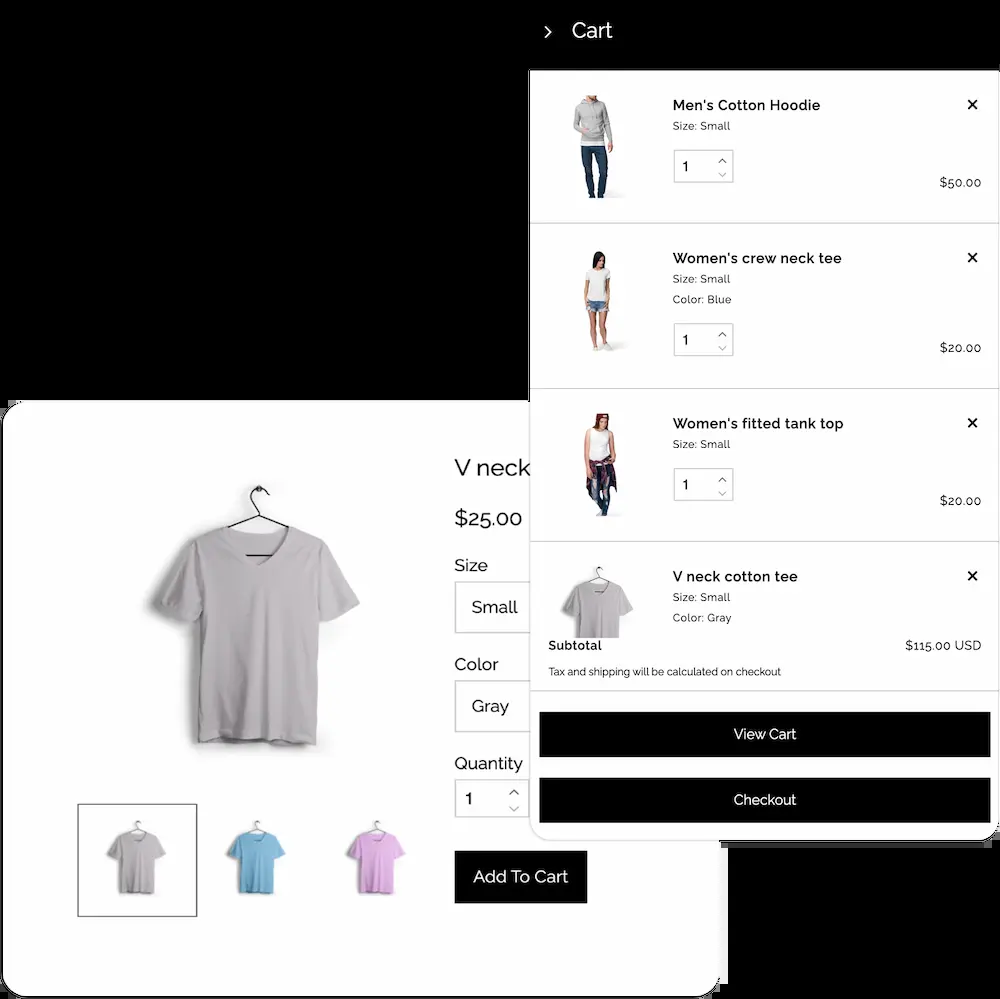 Cart
Men's Cotton Hoodie
Size: Small
1
$50.00
Women's crew neck tee
Size: Small
Color: Blue
1
$20.00
Women's fitted tank top
Size: Small
1
$20.00
V neck cotton tee
Size: Small
Color: Gray
Subtotal $115.00 USD
Tax and shipping will be calculated on checkout
View Cart
Checkout
V neck
$25.00
Size
Small
Color
Gray
Quantity
1
Add To Cart